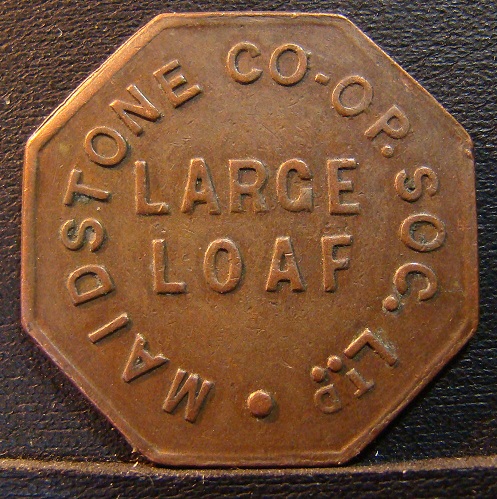 MAIDSTONE CO-OP. SOC. LTD
LARGE
LOAF